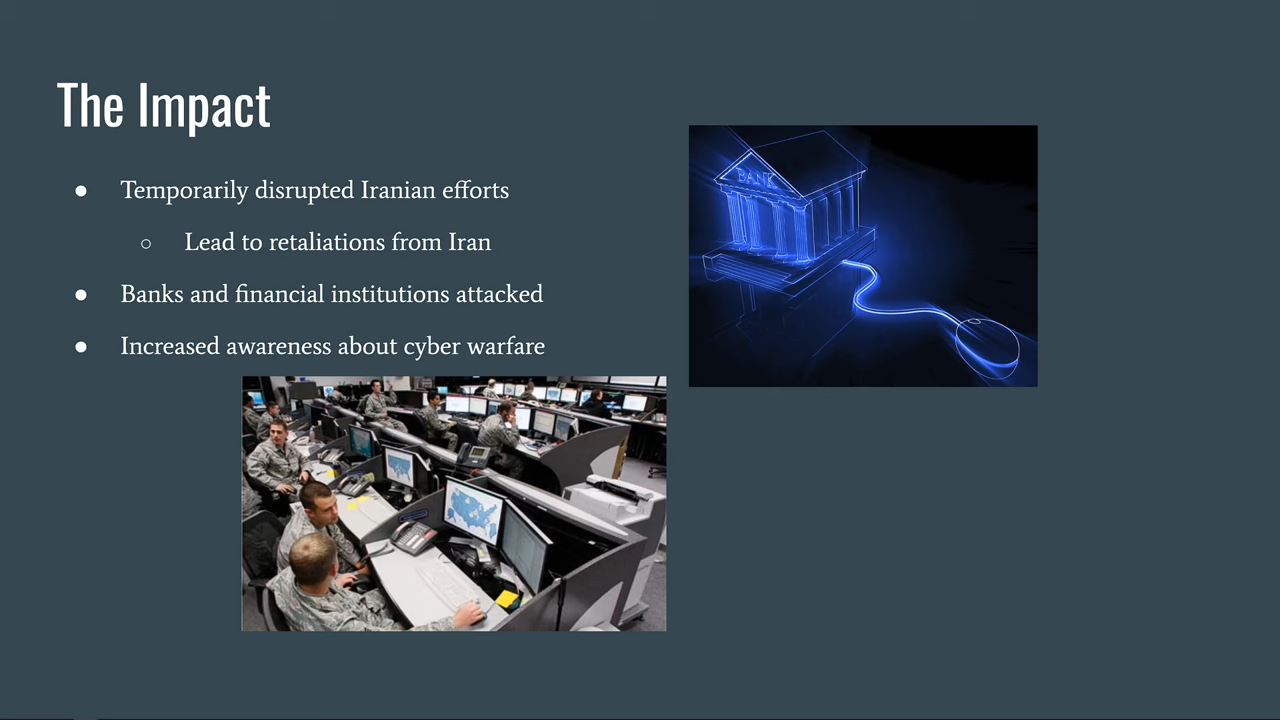 The Impact
● Temporarily disrupted Iranian efforts
○ Lead to retaliations from Iran
● Banks and financial institutions attacked
● Increased awareness about cyber warfare
BANK